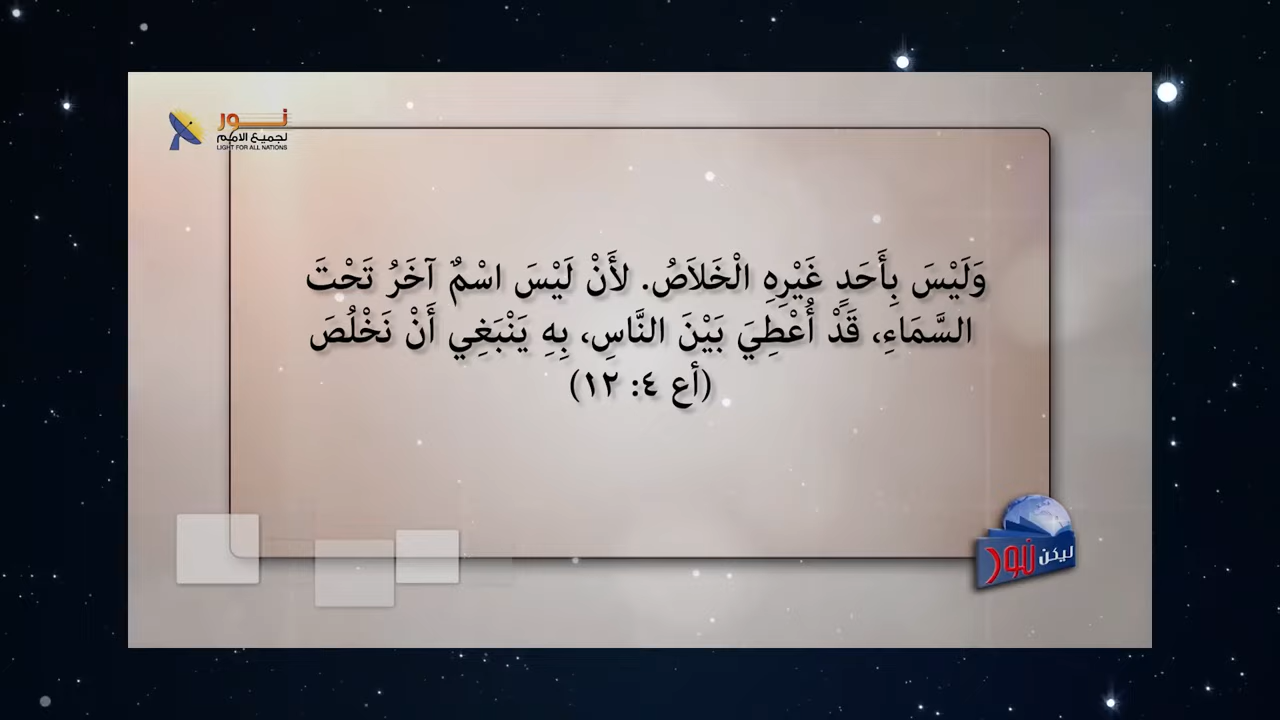 نور
لجميع الامم
LIGHT FOR ALL NATIONS
وَلَيْسَ بِأَحَدٍ غَيْرِهِ الْخَلاَصُ. لأَنْ لَيْسَ اسْمٌ آخَرُ تَحْتَ
السَّمَاءِ، قَدْ أُعْطِيَ بَيْنَ النَّاسِ، بِهِ يَنْبَغِي أَنْ نَخْلُصَ
(أع ٤: ١٢)
ليكن نور